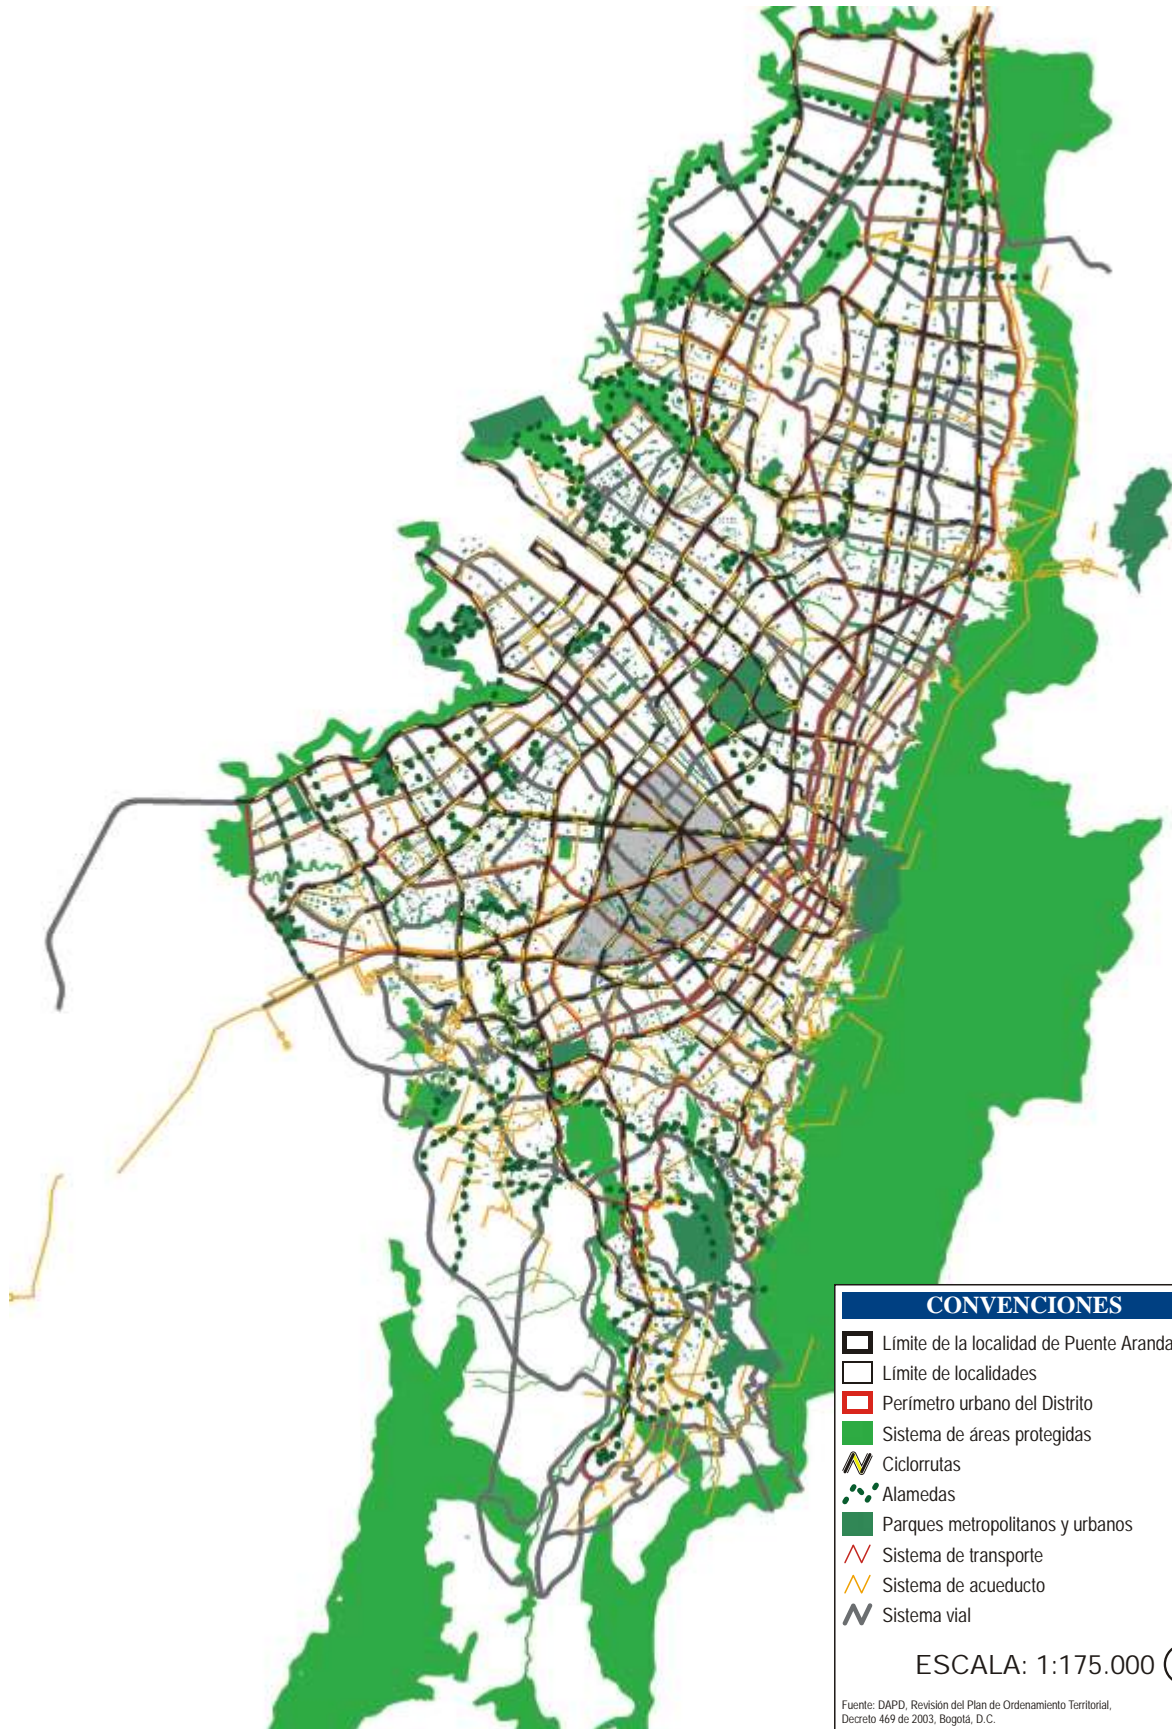 CONVENCIONES
Límite de la localidad de Puente Aranda
Límite de localidades
Perímetro urbano del Distrito
Sistema de áreas protegidas
Ciclorrutas
Alamedas
Parques metropolitanos y urbanos
Sistema de transporte
Sistema de acueducto
Sistema vial
ESCALA: 1:175.000
Fuente: DAPD, Revisión del Plan de Ordenamiento Territorial,
Decreto 469 de 2003, Bogotá, D.C.